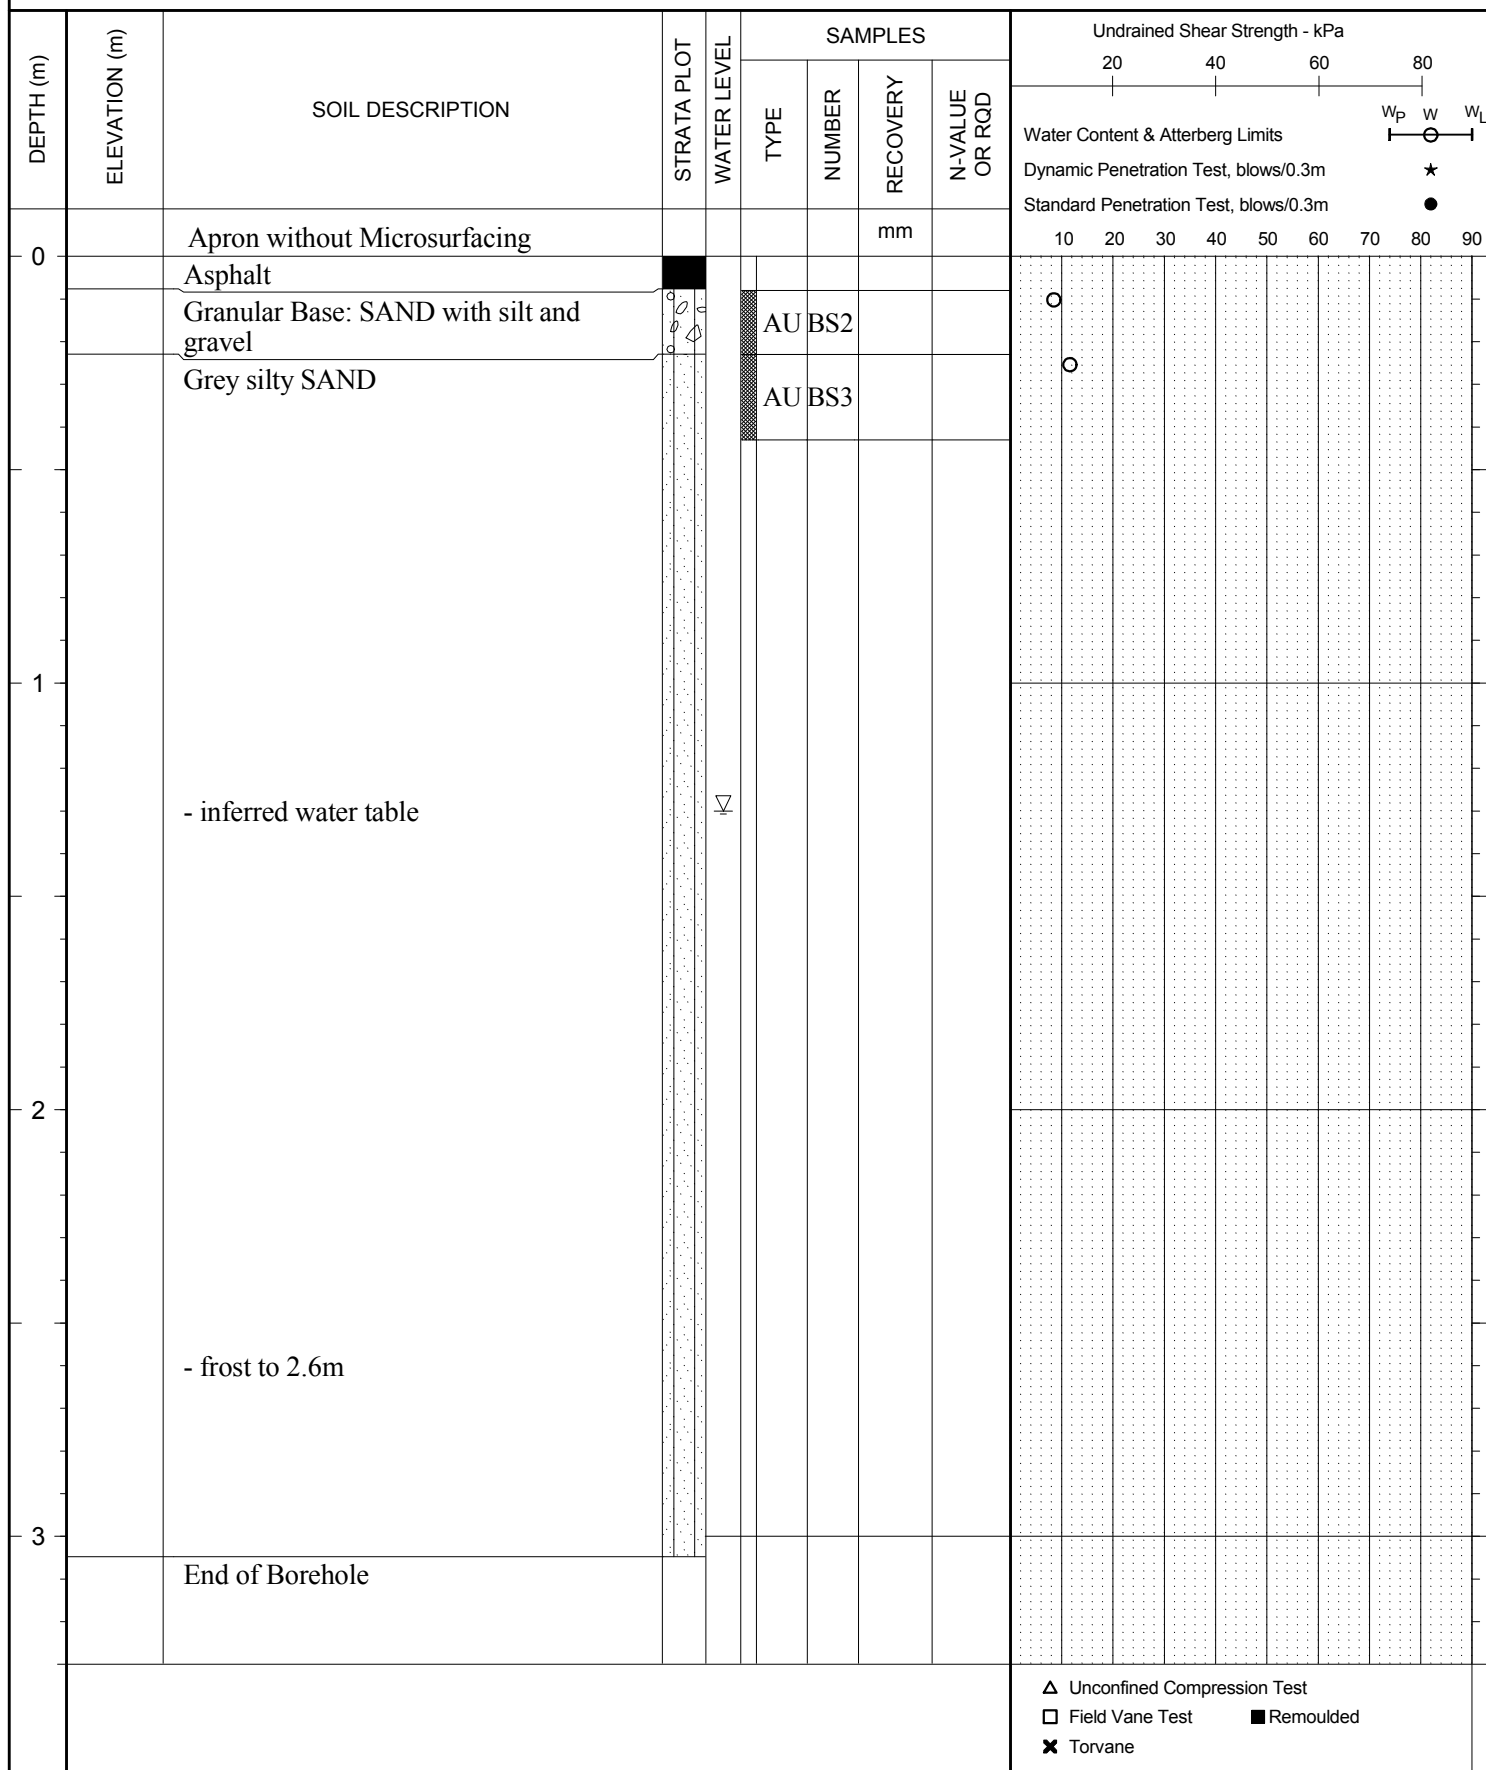 DEPTH (m)
ELEVATION (m)
SOIL DESCRIPTION
STRATA PLOT
WATER LEVEL
SAMPLES
TYPE
NUMBER
RECOVERY
N-VALUE
OR RQD
Undrained Shear Strength - kPa
20 40 60 80
WP W WL
Water Content & Atterberg Limits
Dynamic Penetration Test, blows/0.3m ★
Standard Penetration Test, blows/0.3m ●
mm
10 20 30 40 50 60 70 80 90
Apron without Microsurfacing
0
Asphalt
Granular Base: SAND with silt and
gravel
AU BS2
Grey silty SAND
AU BS3
1
- inferred water table
2
- frost to 2.6m
3
End of Borehole
△ Unconfined Compression Test
□ Field Vane Test ■ Remoulded
✖ Torvane